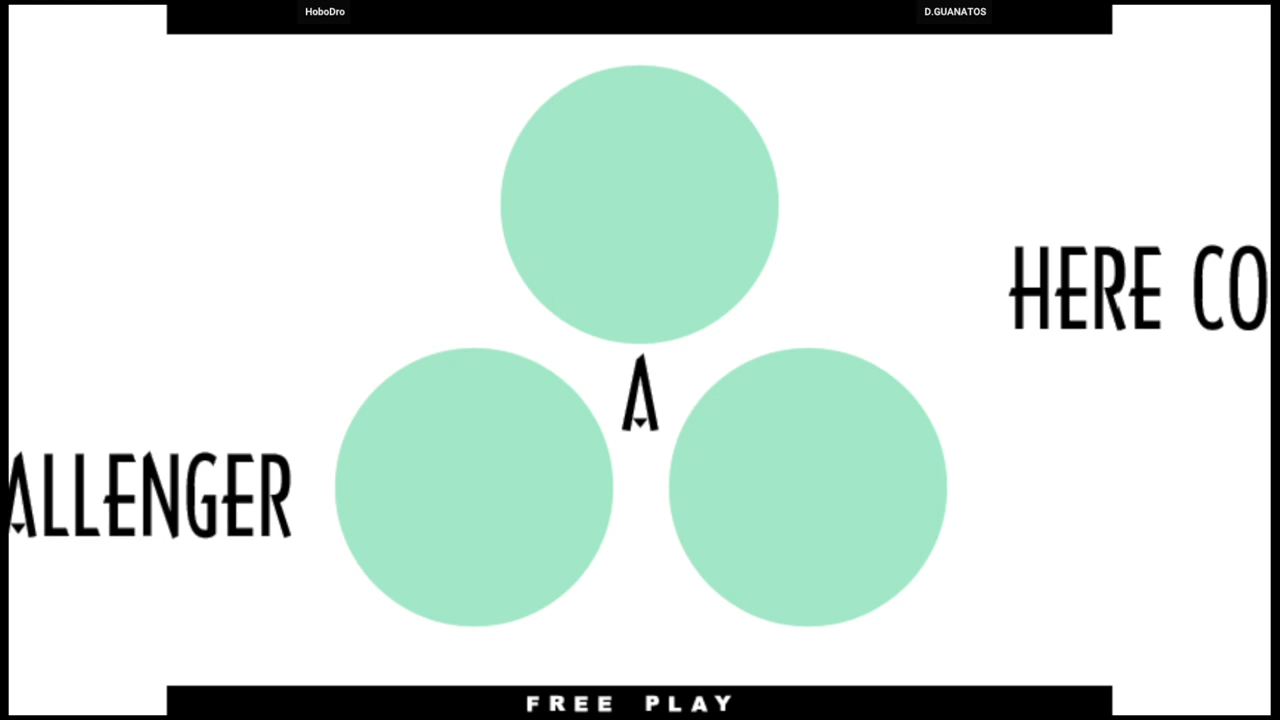 HoboDro D.GUANATOS
HERE CO
A
ALLENGER
FREE PLAY